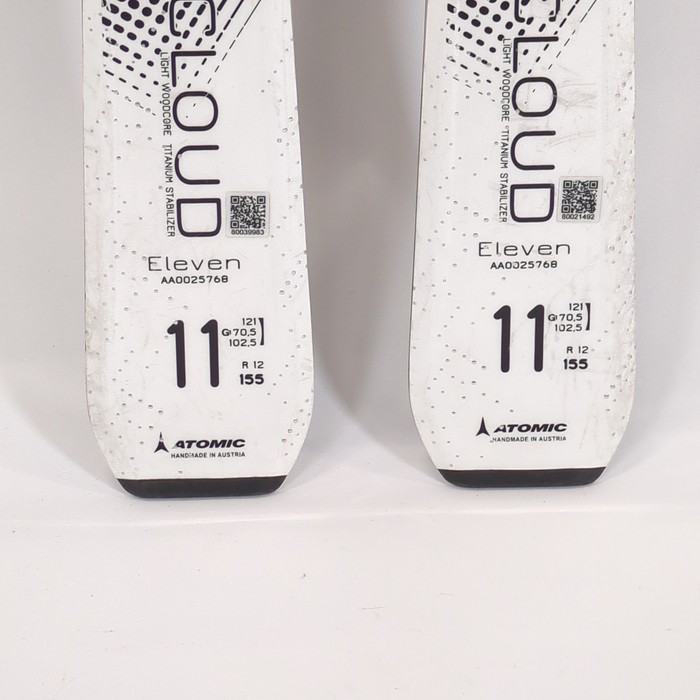 CLOUD
LIGHT WOODCORE TITANIUM STABILIZER
80039983
Eleven
AA0025768
11
121
70,5
102,5
R 12
155
ATOMIC
HANDMADE IN AUSTRIA
CLOUD
LIGHT WOODCORE TITANIUM STABILIZER
80021492
Eleven
AA0025768
11
121
70,5
102,5
R 12
155
ATOMIC
HANDMADE IN AUSTRIA